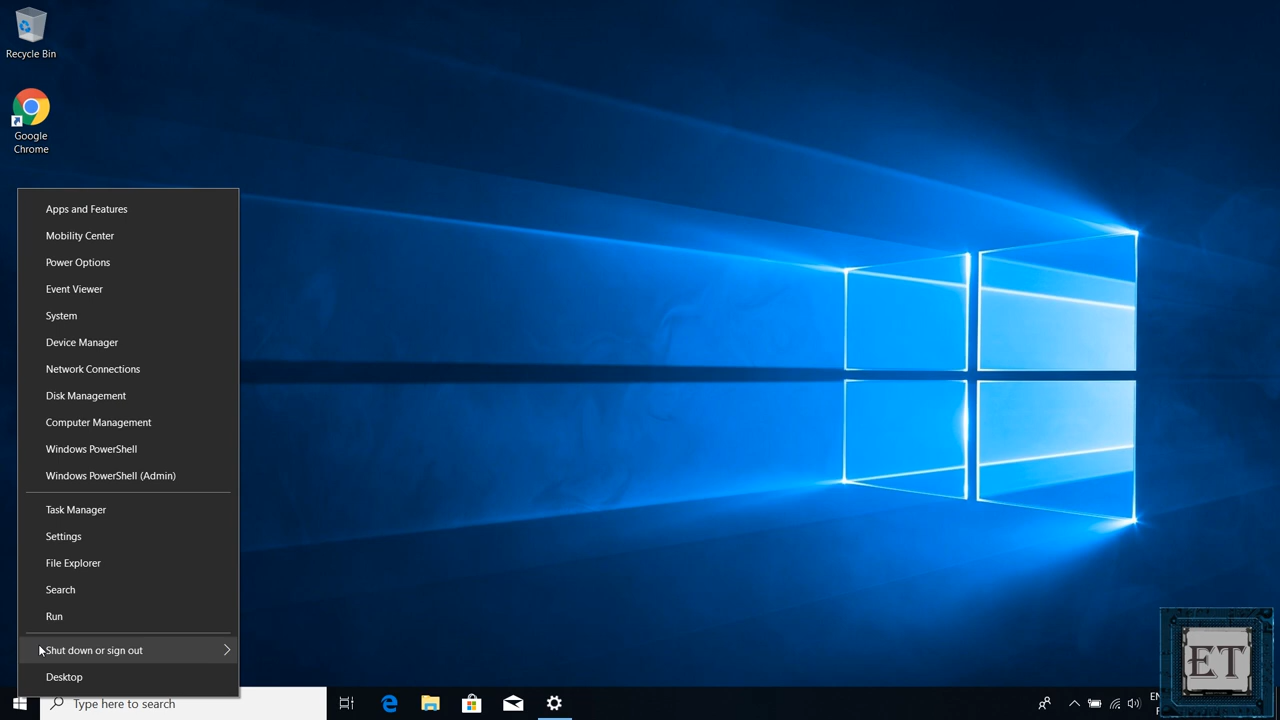 Recycle Bin
Google
Chrome
Apps and Features
Mobility Center
Power Options
Event Viewer
System
Device Manager
Network Connections
Disk Management
Computer Management
Windows PowerShell
Windows PowerShell (Admin)
Task Manager
Settings
File Explorer
Search
Run
Shut down or sign out
Desktop
Type here to search
ET